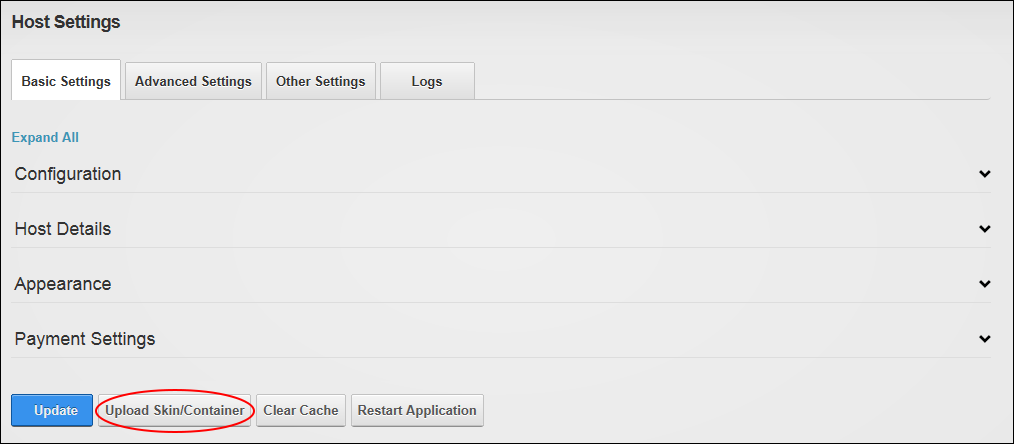 Host Settings
Basic Settings Advanced Settings Other Settings Logs
Expand All
Configuration
Host Details
Appearance
Payment Settings
Update Upload Skin/Container Clear Cache Restart Application